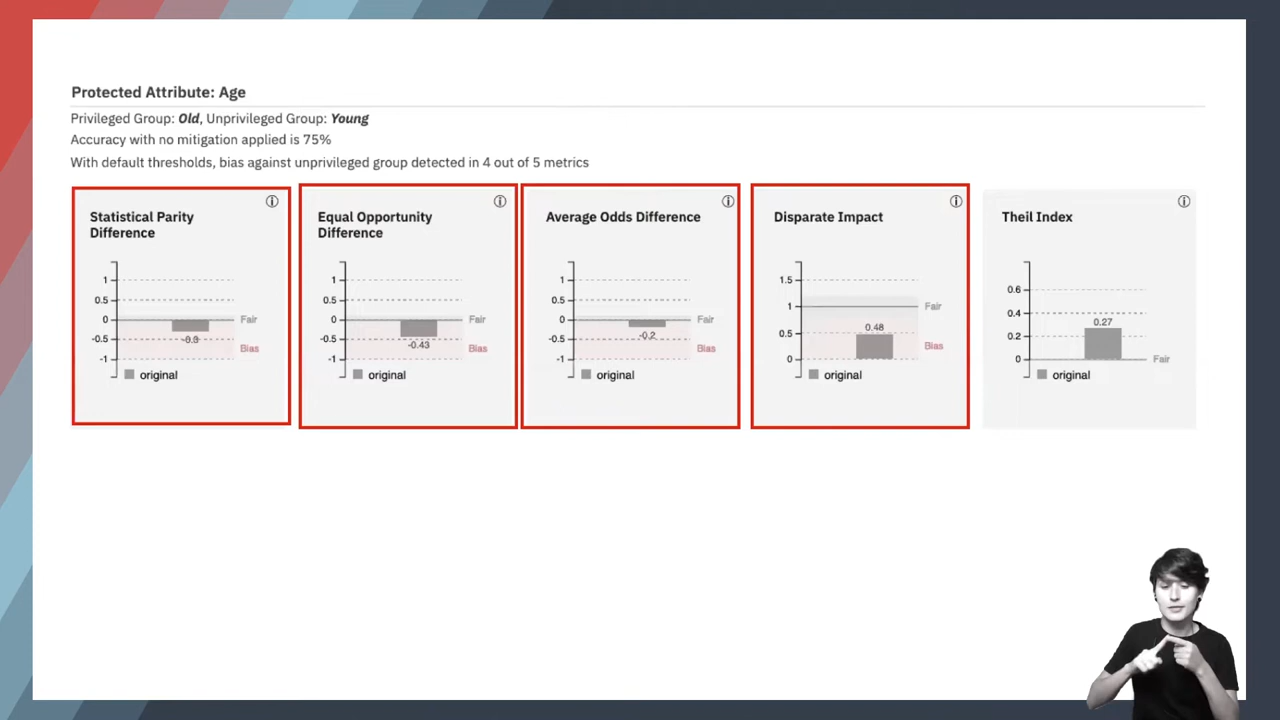 Protected Attribute: Age
Privileged Group: Old, Unprivileged Group: Young
Accuracy with no mitigation applied is 75%
With default thresholds, bias against unprivileged group detected in 4 out of 5 metrics
Statistical Parity
Difference
1
0.5
0
-0.5
-1
-0.3
Fair
Bias
original
Equal Opportunity
Difference
1
0.5
0
-0.5
-1
-0.43
Fair
Bias
original
Average Odds Difference
1
0.5
0
-0.5
-1
-0.2
Fair
Bias
original
Disparate Impact
1.5
1
0.5
0
0.48
Fair
Bias
original
Theil Index
0.6
0.4
0.2
0
0.27
Fair
original